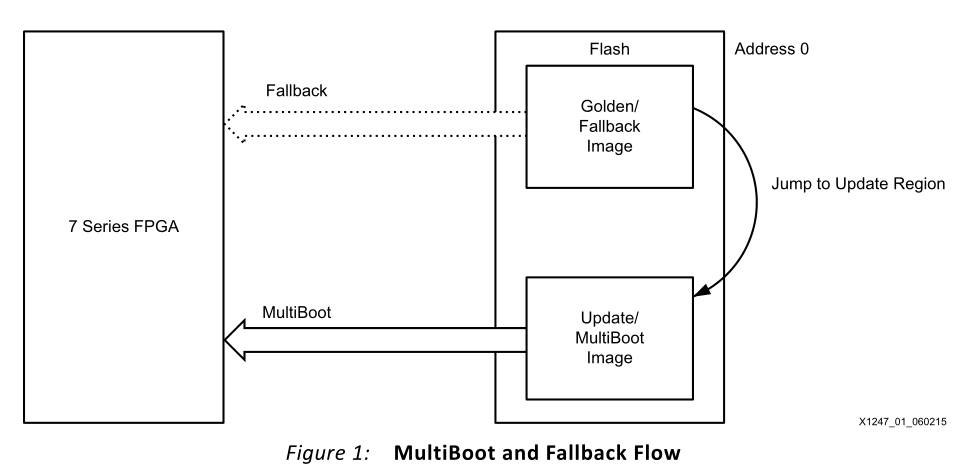 Flash
Address 0
Fallback
Golden/
Fallback
Image
Jump to Update Region
7 Series FPGA
MultiBoot
Update/
MultiBoot
Image
X1247_01_060215
Figure 1: MultiBoot and Fallback Flow